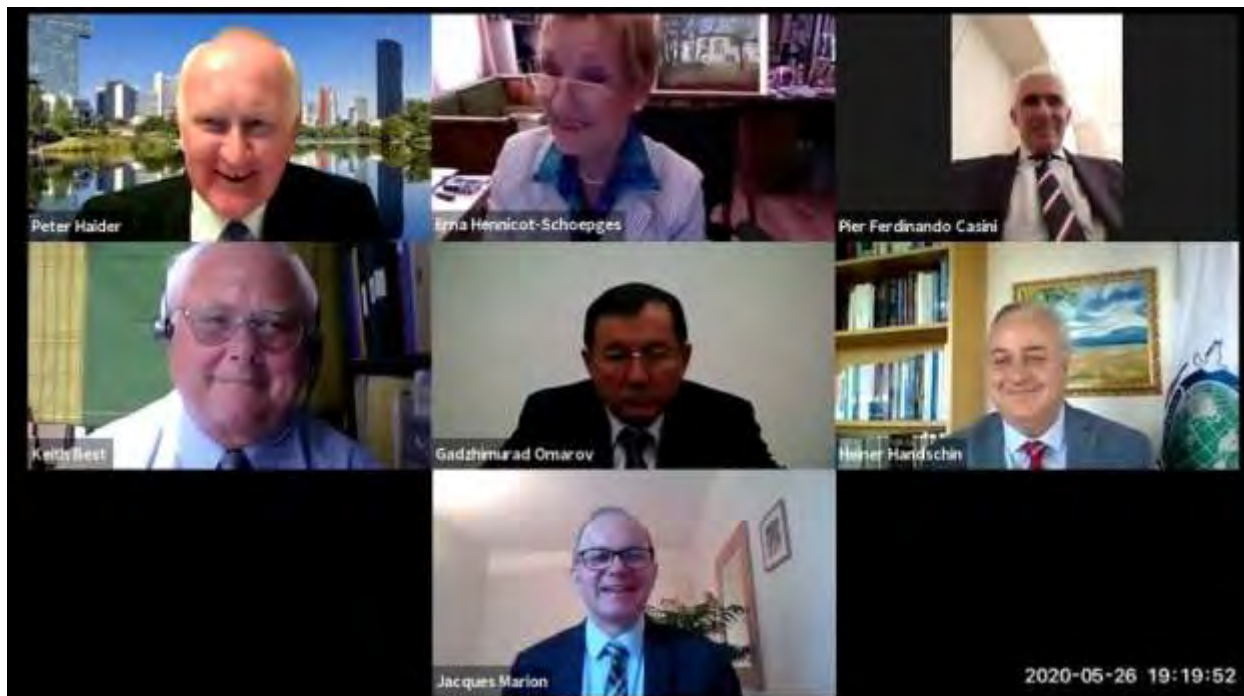 Peter Haider
Erna Hennicot-Schoepges
Pier Ferdinando Casini
Keith Best
Gadzhimurad Omarov
Heiner Handschin
Jacques Marion
2020-05-26 19:19:52